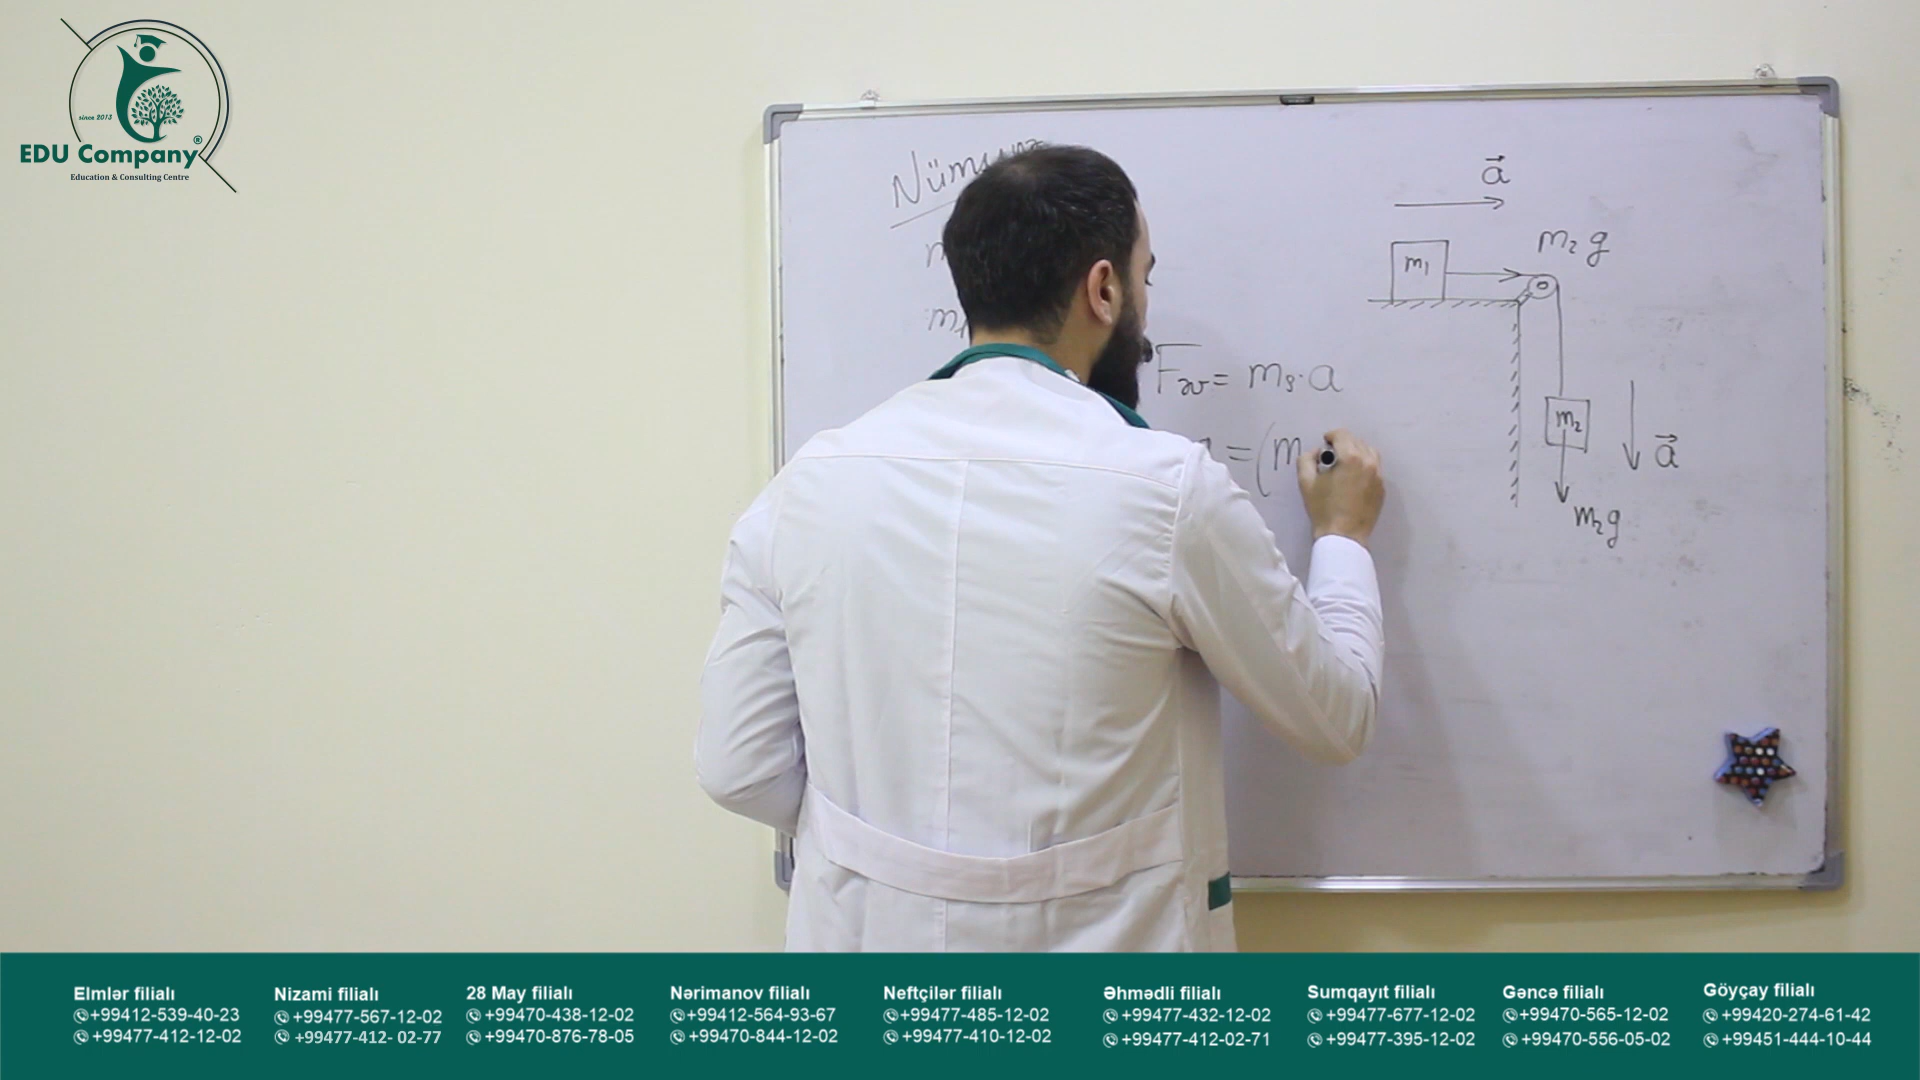 since 2013
EDU Company®
Education & Consulting Centre
a
m₂g
m₁
F = m · a
= (m
m₂
a
m₂g
Elmlər filialı
+99412-539-40-23
+99477-412-12-02
Nizami filialı
+99477-567-12-02
+99477-412- 02-77
28 May filialı
+99470-438-12-02
+99470-876-78-05
Nərimanov filialı
+99412-564-93-67
+99470-844-12-02
Neftçilər filialı
+99477-485-12-02
+99477-410-12-02
Əhmədli filialı
+99477-432-12-02
+99477-412-02-71
Sumqayıt filialı
+99477-677-12-02
+99477-395-12-02
Gəncə filialı
+99470-565-12-02
+99470-556-05-02
Göyçay filialı
+99420-274-61-42
+99451-444-10-44